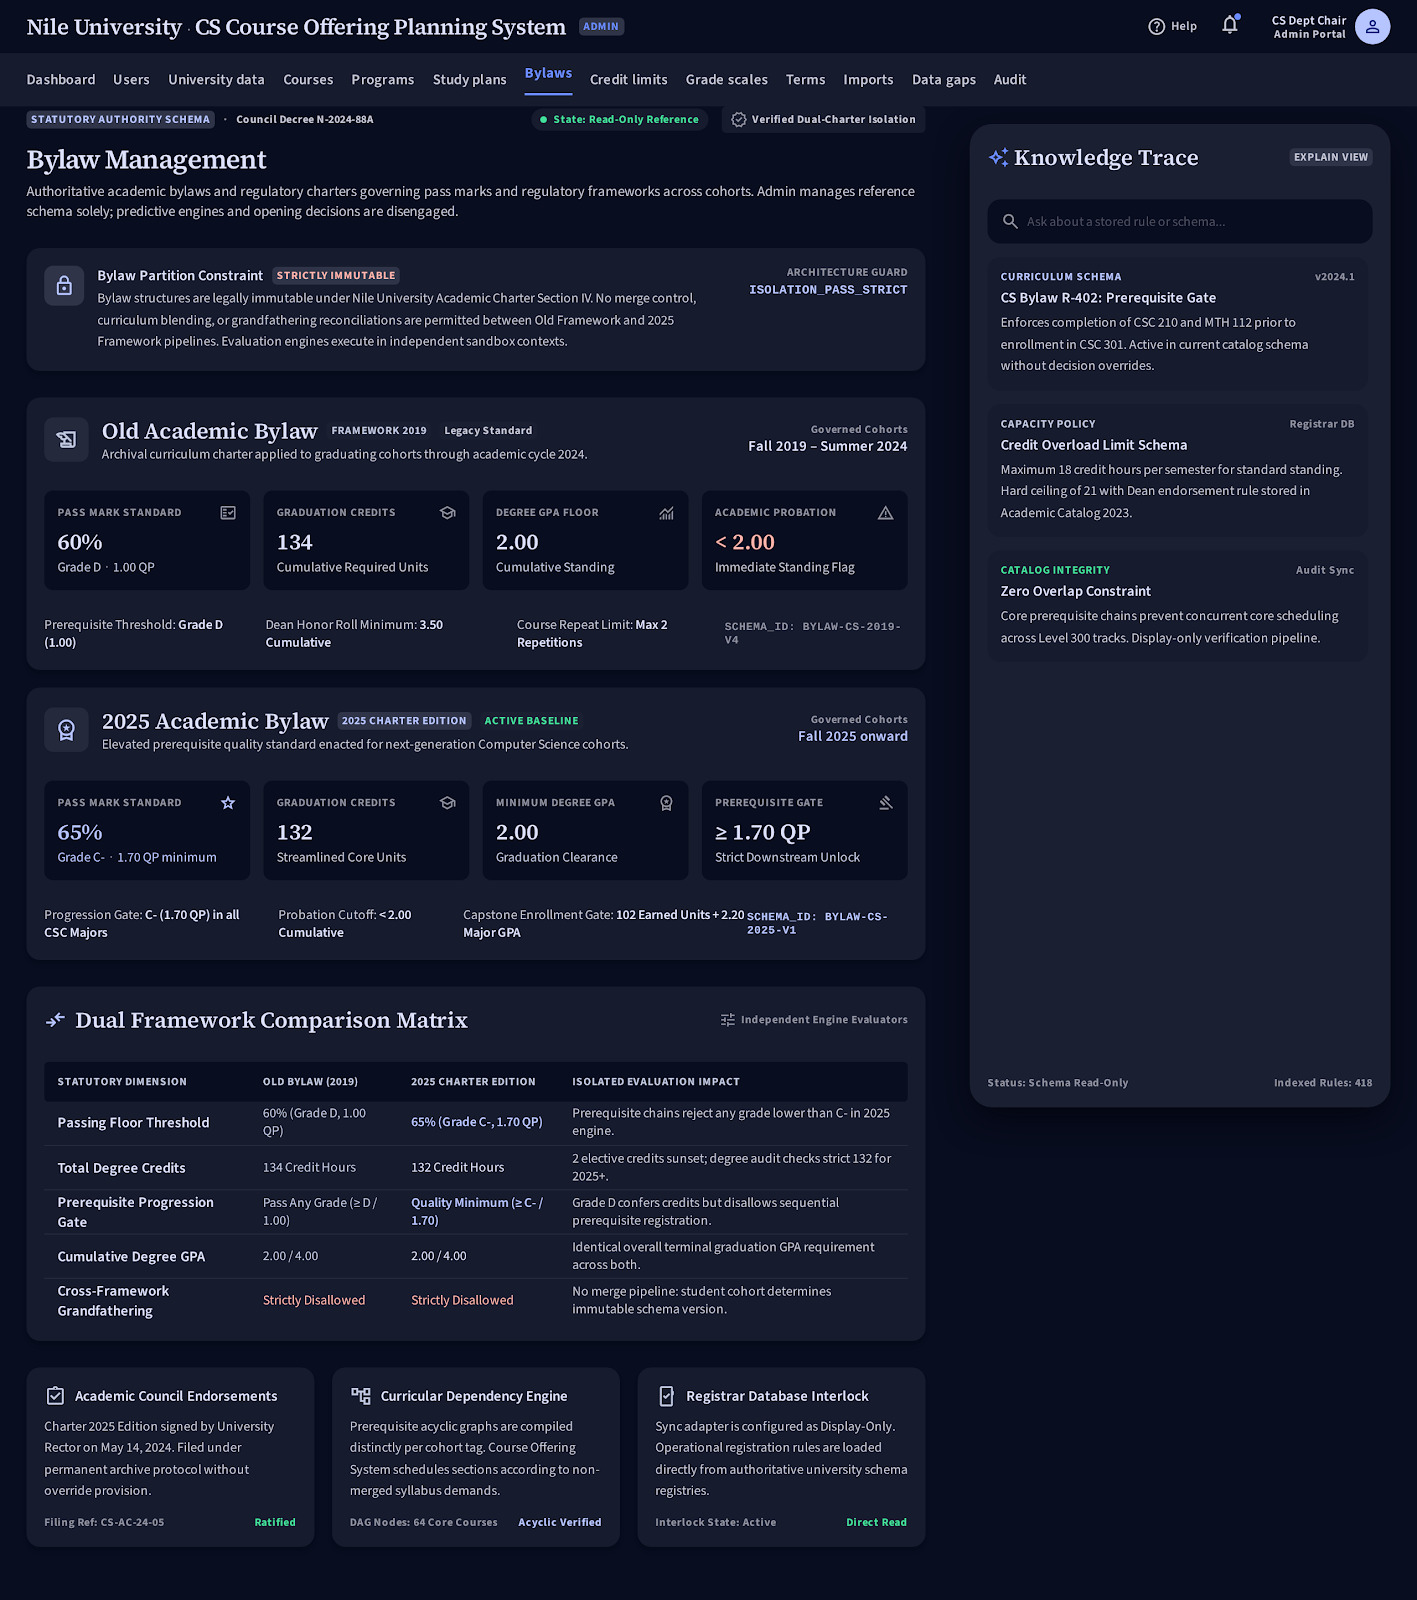 Nile University · CS Course Offering Planning System ADMIN
Help
CS Dept Chair
Admin Portal
Dashboard Users University data Courses Programs Study plans Bylaws Credit limits Grade scales Terms Imports Data gaps Audit
STATUTORY AUTHORITY SCHEMA · Council Decree N-2024-88A
State: Read-Only Reference
Verified Dual-Charter Isolation
Bylaw Management
Authoritative academic bylaws and regulatory charters governing pass marks and regulatory frameworks across cohorts. Admin manages reference
schema solely; predictive engines and opening decisions are disengaged.
Bylaw Partition Constraint STRICTLY IMMUTABLE
Bylaw structures are legally immutable under Nile University Academic Charter Section IV. No merge control,
curriculum blending, or grandfathering reconciliations are permitted between Old Framework and 2025
Framework pipelines. Evaluation engines execute in independent sandbox contexts.
ARCHITECTURE GUARD
ISOLATION_PASS_STRICT
Old Academic Bylaw FRAMEWORK 2019 Legacy Standard
Archival curriculum charter applied to graduating cohorts through academic cycle 2024.
Governed Cohorts
Fall 2019 – Summer 2024
PASS MARK STANDARD
60%
Grade D · 1.00 QP
GRADUATION CREDITS
134
Cumulative Required Units
DEGREE GPA FLOOR
2.00
Cumulative Standing
ACADEMIC PROBATION
< 2.00
Immediate Standing Flag
Prerequisite Threshold: Grade D
(1.00)
Dean Honor Roll Minimum: 3.50
Cumulative
Course Repeat Limit: Max 2
Repetitions
SCHEMA_ID: BYLAW-CS-2019-
V4
2025 Academic Bylaw 2025 CHARTER EDITION ACTIVE BASELINE
Elevated prerequisite quality standard enacted for next-generation Computer Science cohorts.
Governed Cohorts
Fall 2025 onward
PASS MARK STANDARD
65%
Grade C- · 1.70 QP minimum
GRADUATION CREDITS
132
Streamlined Core Units
MINIMUM DEGREE GPA
2.00
Graduation Clearance
PREREQUISITE GATE
≥ 1.70 QP
Strict Downstream Unlock
Progression Gate: C- (1.70 QP) in all
CSC Majors
Probation Cutoff: < 2.00
Cumulative
Capstone Enrollment Gate: 102 Earned Units + 2.20
Major GPA
SCHEMA_ID: BYLAW-CS-
2025-V1
Dual Framework Comparison Matrix
Independent Engine Evaluators
STATUTORY DIMENSION OLD BYLAW (2019) 2025 CHARTER EDITION ISOLATED EVALUATION IMPACT
Passing Floor Threshold
60% (Grade D, 1.00
QP)
65% (Grade C-, 1.70 QP)
Prerequisite chains reject any grade lower than C- in 2025
engine.
Total Degree Credits
134 Credit Hours
132 Credit Hours
2 elective credits sunset; degree audit checks strict 132 for
2025+.
Prerequisite Progression
Gate
Pass Any Grade (≥ D /
1.00)
Quality Minimum (≥ C- /
1.70)
Grade D confers credits but disallows sequential
prerequisite registration.
Cumulative Degree GPA
2.00 / 4.00
2.00 / 4.00
Identical overall terminal graduation GPA requirement
across both.
Cross-Framework
Grandfathering
Strictly Disallowed
Strictly Disallowed
No merge pipeline: student cohort determines
immutable schema version.
Academic Council Endorsements
Charter 2025 Edition signed by University
Rector on May 14, 2024. Filed under
permanent archive protocol without
override provision.
Filing Ref: CS-AC-24-05
Ratified
Curricular Dependency Engine
Prerequisite acyclic graphs are compiled
distinctly per cohort tag. Course Offering
System schedules sections according to non-
merged syllabus demands.
DAG Nodes: 64 Core Courses
Acyclic Verified
Registrar Database Interlock
Sync adapter is configured as Display-Only.
Operational registration rules are loaded
directly from authoritative university schema
registries.
Interlock State: Active
Direct Read
Knowledge Trace
EXPLAIN VIEW
Ask about a stored rule or schema...
CURRICULUM SCHEMA
v2024.1
CS Bylaw R-402: Prerequisite Gate
Enforces completion of CSC 210 and MTH 112 prior to
enrollment in CSC 301. Active in current catalog schema
without decision overrides.
CAPACITY POLICY
Registrar DB
Credit Overload Limit Schema
Maximum 18 credit hours per semester for standard standing.
Hard ceiling of 21 with Dean endorsement rule stored in
Academic Catalog 2023.
CATALOG INTEGRITY
Audit Sync
Zero Overlap Constraint
Core prerequisite chains prevent concurrent core scheduling
across Level 300 tracks. Display-only verification pipeline.
Status: Schema Read-Only
Indexed Rules: 418